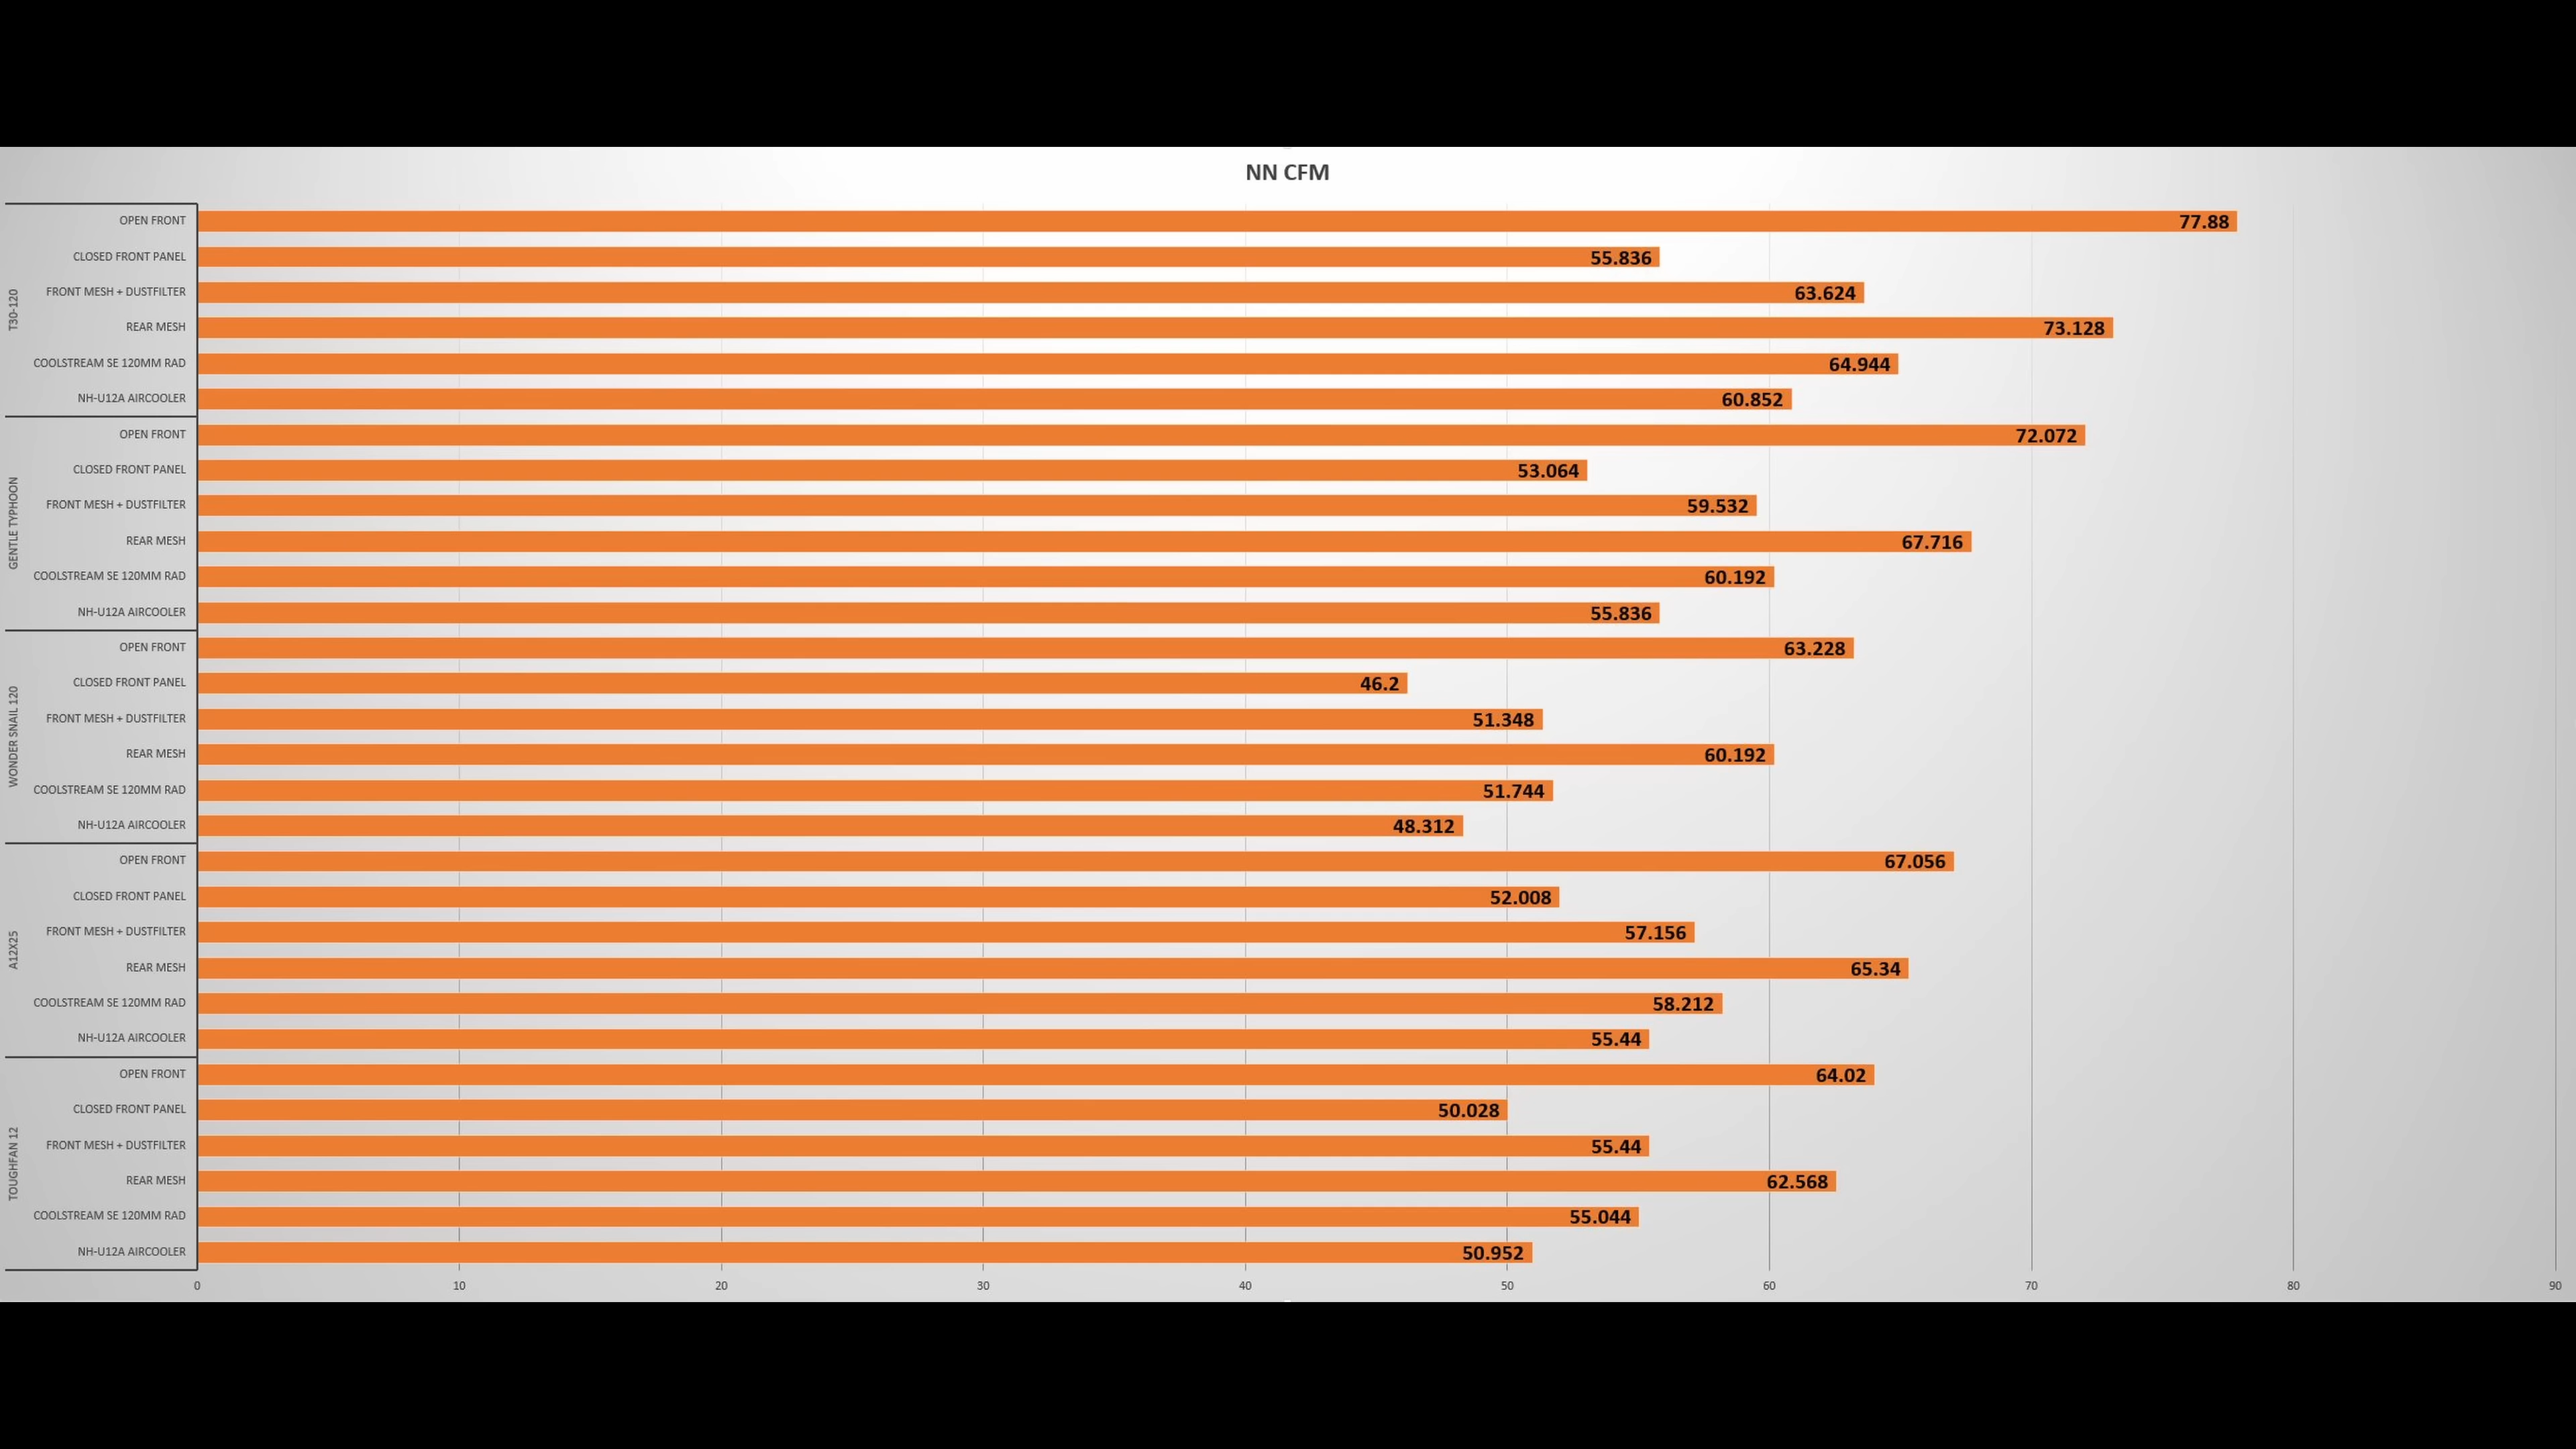 NN CFM
T30-120
OPEN FRONT 77.88
CLOSED FRONT PANEL 55.836
FRONT MESH + DUSTFILTER 63.624
REAR MESH 73.128
COOLSTREAM SE 120MM RAD 64.944
NH-U12A AIRCOOLER 60.852
GENTLE TYPHOON
OPEN FRONT 72.072
CLOSED FRONT PANEL 53.064
FRONT MESH + DUSTFILTER 59.532
REAR MESH 67.716
COOLSTREAM SE 120MM RAD 60.192
NH-U12A AIRCOOLER 55.836
WONDER SNAIL 120
OPEN FRONT 63.228
CLOSED FRONT PANEL 46.2
FRONT MESH + DUSTFILTER 51.348
REAR MESH 60.192
COOLSTREAM SE 120MM RAD 51.744
NH-U12A AIRCOOLER 48.312
A12X25
OPEN FRONT 67.056
CLOSED FRONT PANEL 52.008
FRONT MESH + DUSTFILTER 57.156
REAR MESH 65.34
COOLSTREAM SE 120MM RAD 58.212
NH-U12A AIRCOOLER 55.44
TOUGHFAN 12
OPEN FRONT 64.02
CLOSED FRONT PANEL 50.028
FRONT MESH + DUSTFILTER 55.44
REAR MESH 62.568
COOLSTREAM SE 120MM RAD 55.044
NH-U12A AIRCOOLER 50.952
0 10 20 30 40 50 60 70 80 90